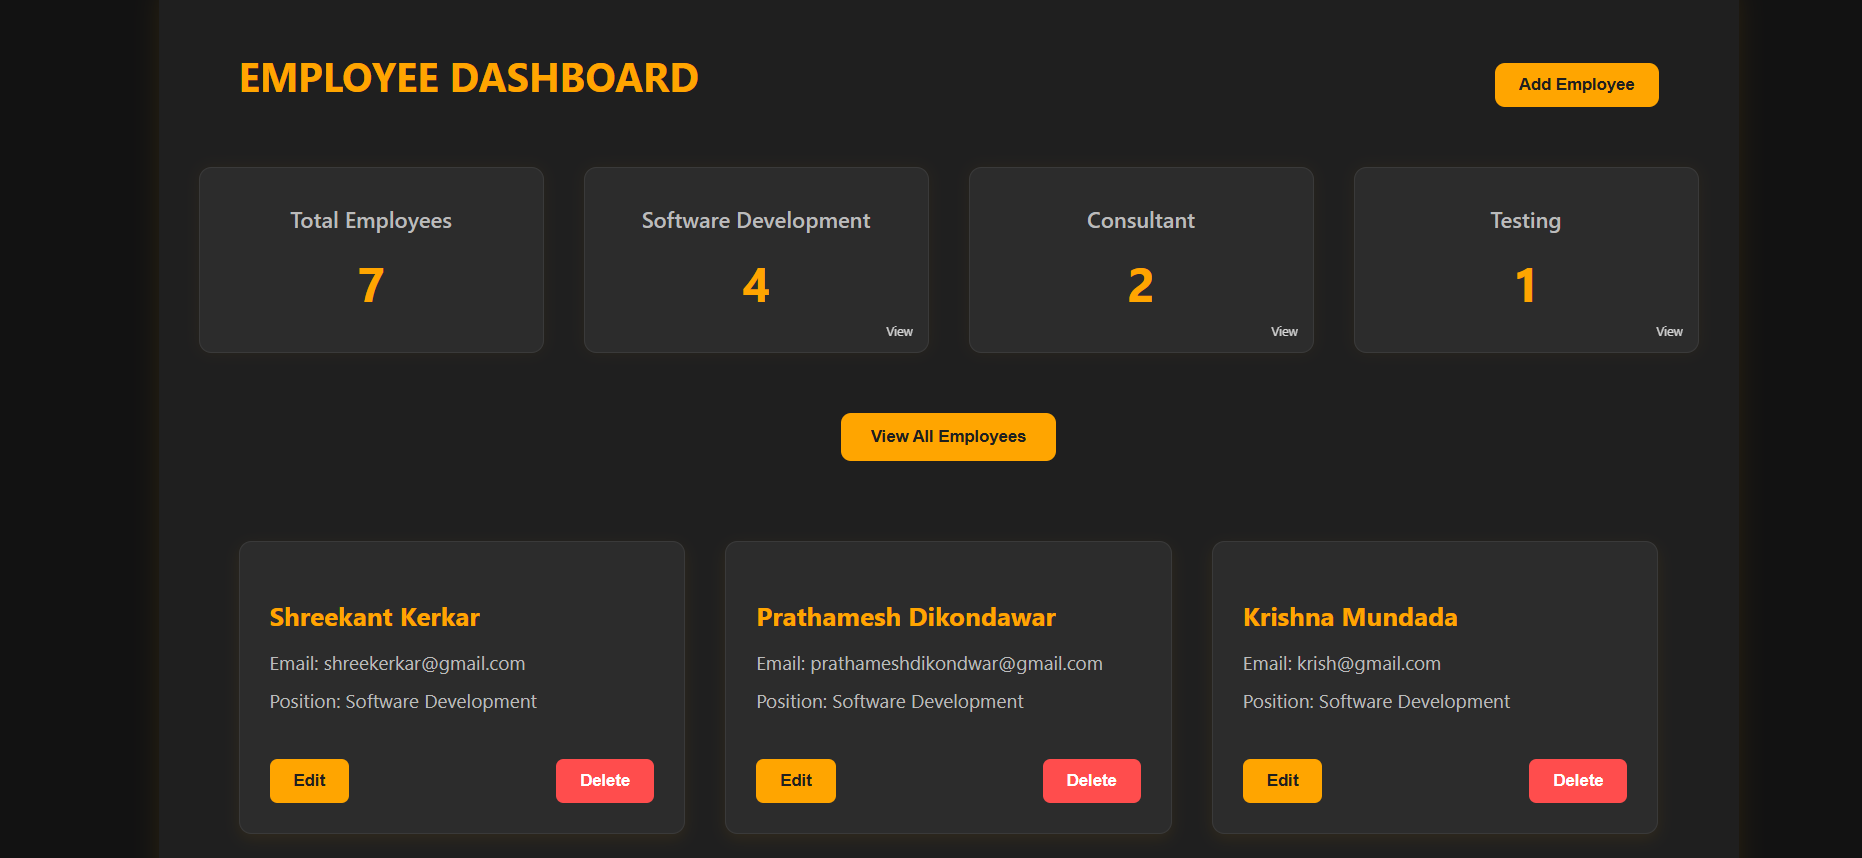 EMPLOYEE DASHBOARD
Add Employee
Total Employees
7
Software Development
4
View
Consultant
2
View
Testing
1
View
View All Employees
Shreekant Kerkar
Email: shreekerkar@gmail.com
Position: Software Development
Edit
Delete
Prathamesh Dikondawar
Email: prathameshdikondwar@gmail.com
Position: Software Development
Edit
Delete
Krishna Mundada
Email: krish@gmail.com
Position: Software Development
Edit
Delete